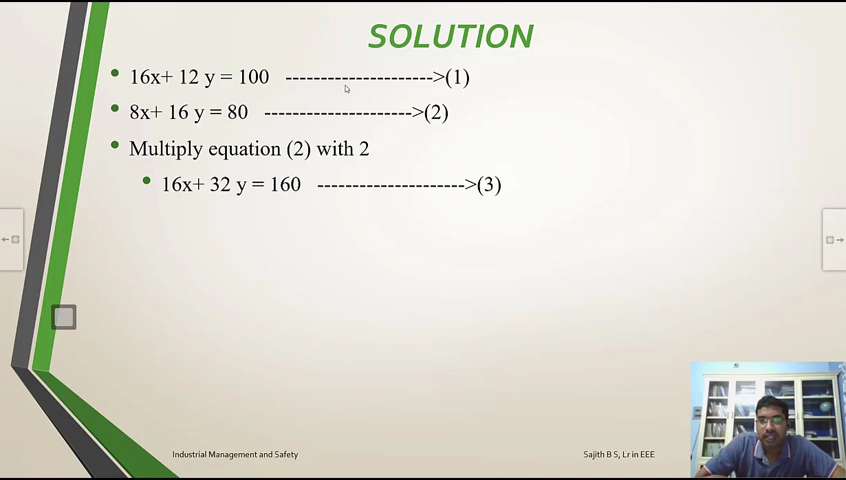 SOLUTION
16x+ 12 y = 100 --------------------->(1)
8x+ 16 y = 80 --------------------->(2)
Multiply equation (2) with 2
16x+ 32 y = 160 --------------------->(3)
Industrial Management and Safety
Sajith B S, Lr in EEE